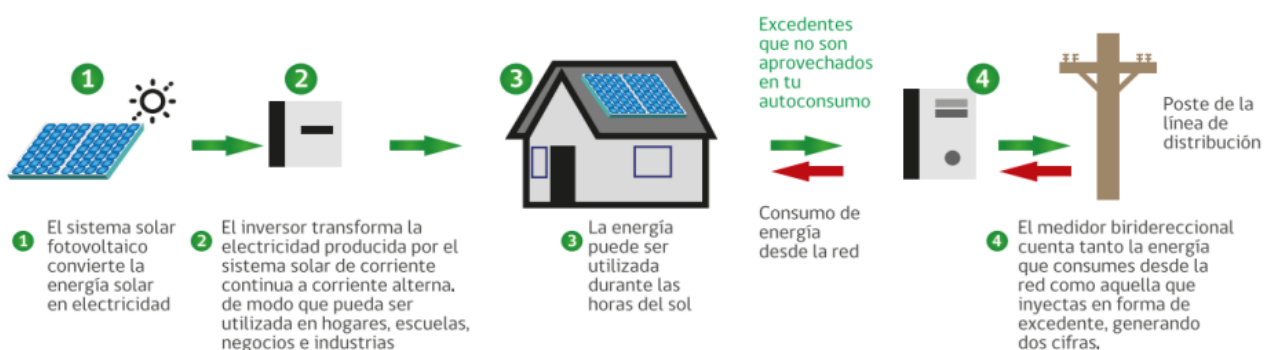 1
2
3
Excedentes
que no son
aprovechados
en tu
autoconsumo
4
Poste de la
línea de
distribución
1 El sistema solar
fotovoltaico
convierte la
energía solar
en electricidad
2 El inversor transforma la
electricidad producida por el
sistema solar de corriente
continua a corriente alterna.
de modo que pueda ser
utilizada en hogares, escuelas,
negocios e industrias
3 La energía
puede ser
utilizada
durante las
horas del sol
Consumo de
energía
desde la red
4 El medidor biridereccional
cuenta tanto la energía
que consumes desde la
red como aquella que
inyectas en forma de
excedente, generando
dos cifras,